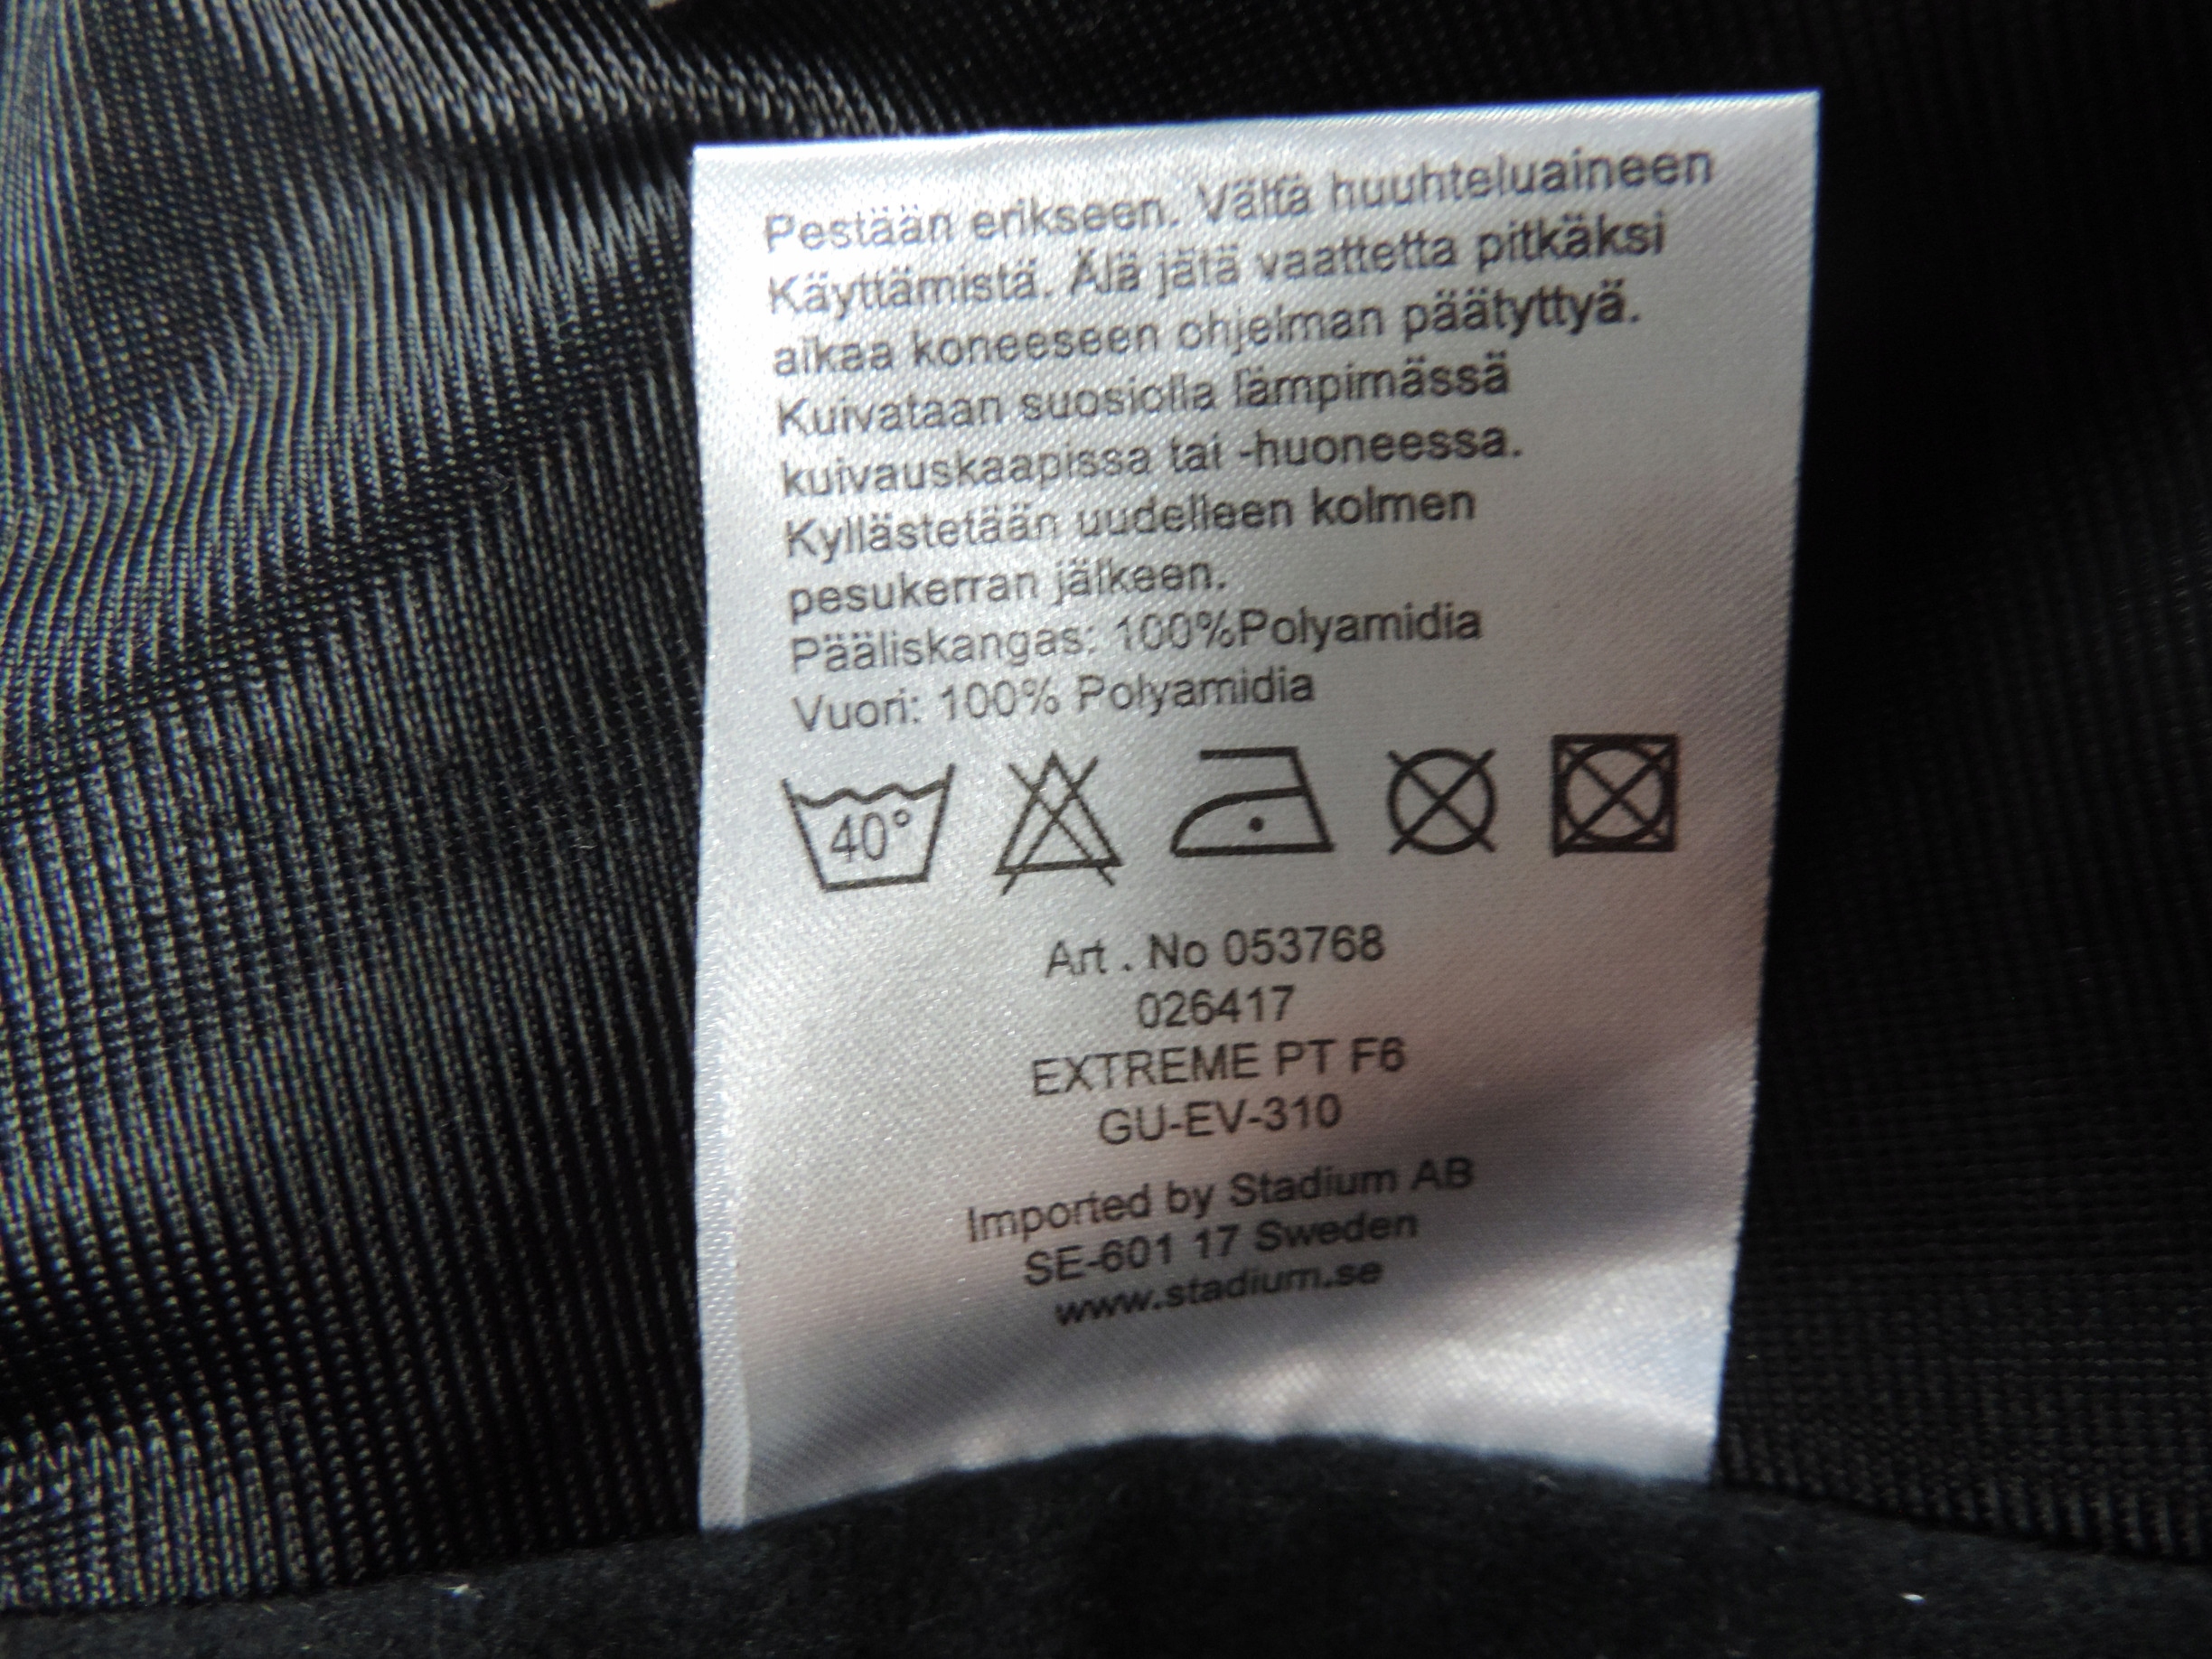 Pestään erikseen. Vältä huuhteluaineen
Käyttämistä. Älä jätä vaattetta pitkäksi
aikaa koneeseen ohjelman päätyttyä.
Kuivataan suosiolla lämpimässä
kuivauskaapissa tai -huoneessa.
Kyllästetään uudelleen kolmen
pesukerran jälkeen.
Pääliskangas: 100%Polyamidia
Vuori: 100% Polyamidia
40°
Art . No 053768
026417
EXTREME PT F6
GU-EV-310
Imported by Stadium AB
SE-601 17 Sweden
www.stadium.se